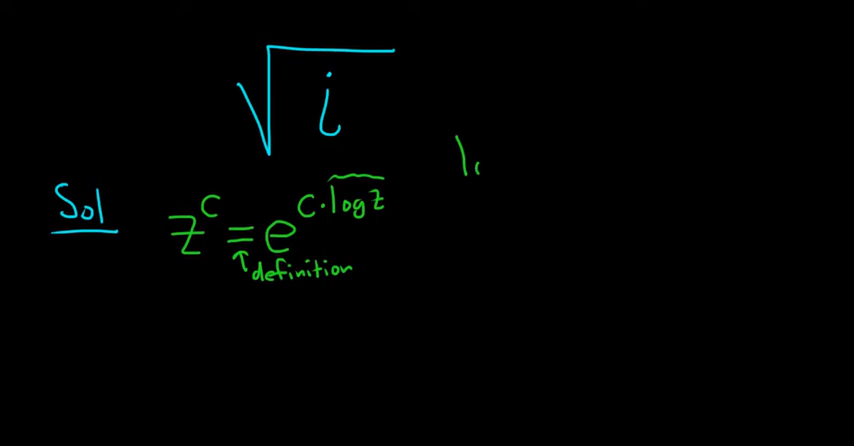 √i
Sol z^c = e^(c·log z)
↑ definition